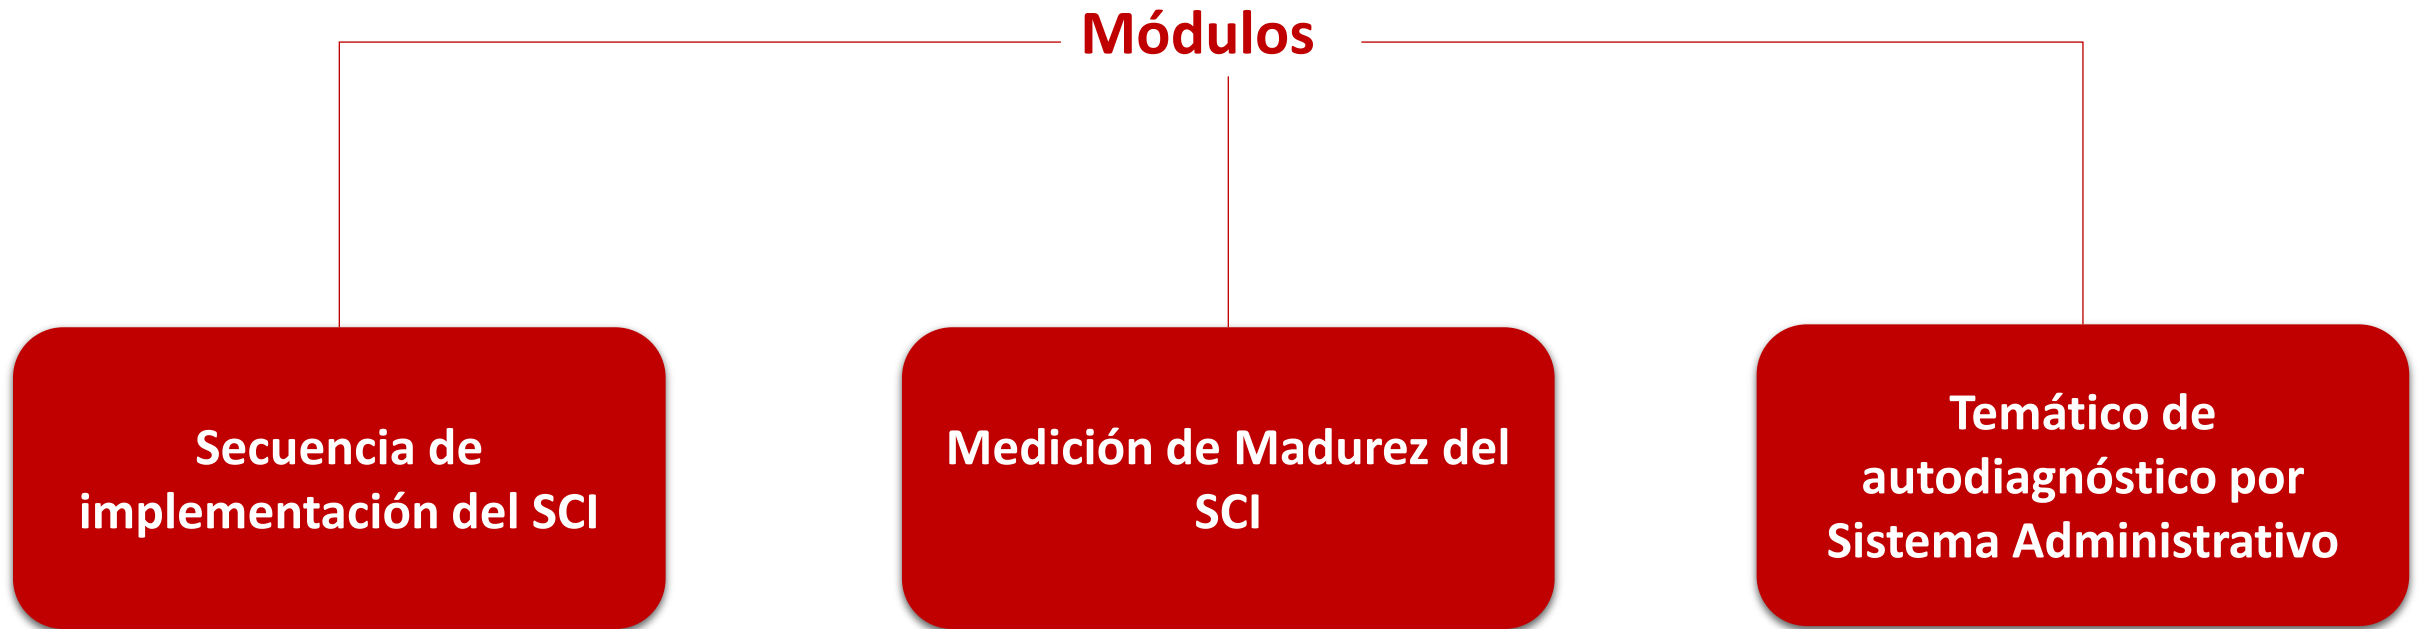 Módulos
Secuencia de
implementación del SCI
Medición de Madurez del
SCI
Temático de
autodiagnóstico por
Sistema Administrativo